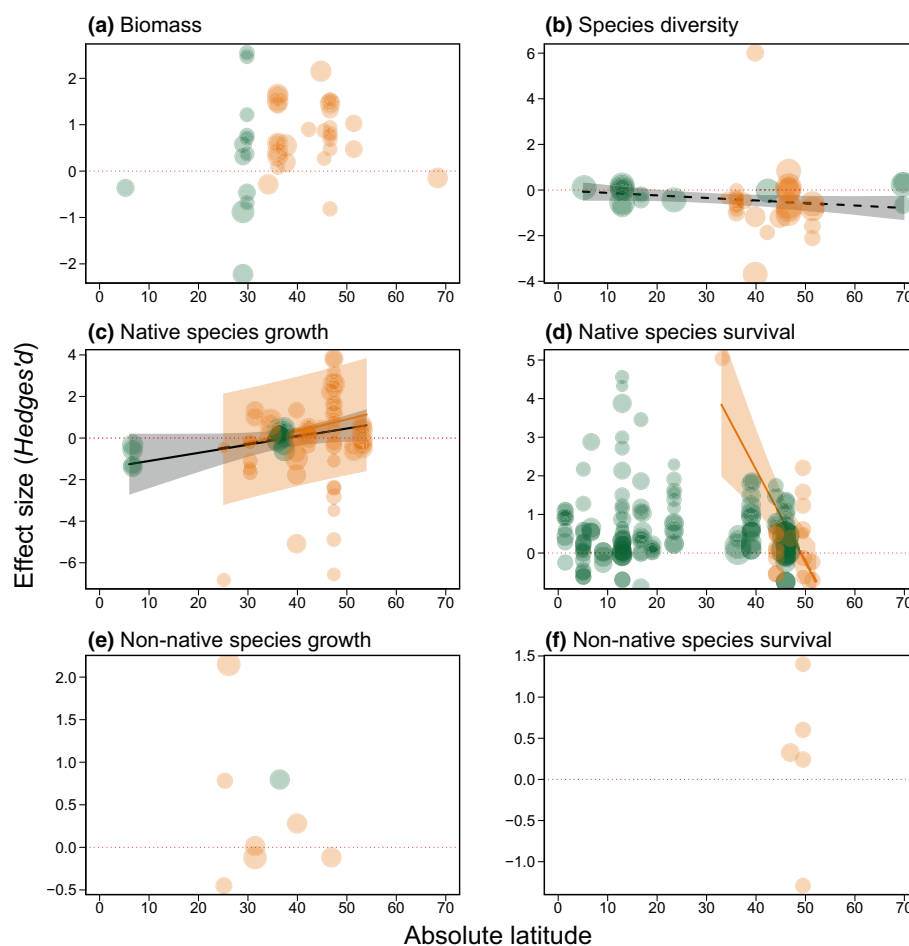 (a) Biomass
(b) Species diversity
2
1
0
−1
−2
0 10 20 30 40 50 60 70
6
4
2
0
−2
−4
0 10 20 30 40 50 60 70
(c) Native species growth
(d) Native species survival
4
2
0
−2
−4
−6
0 10 20 30 40 50 60 70
5
4
3
2
1
0
0 10 20 30 40 50 60 70
(e) Non-native species growth
(f) Non-native species survival
2.0
1.5
1.0
0.5
0.0
−0.5
0 10 20 30 40 50 60 70
1.5
1.0
0.5
0.0
−0.5
−1.0
0 10 20 30 40 50 60 70
Effect size (Hedges'd)
Absolute latitude